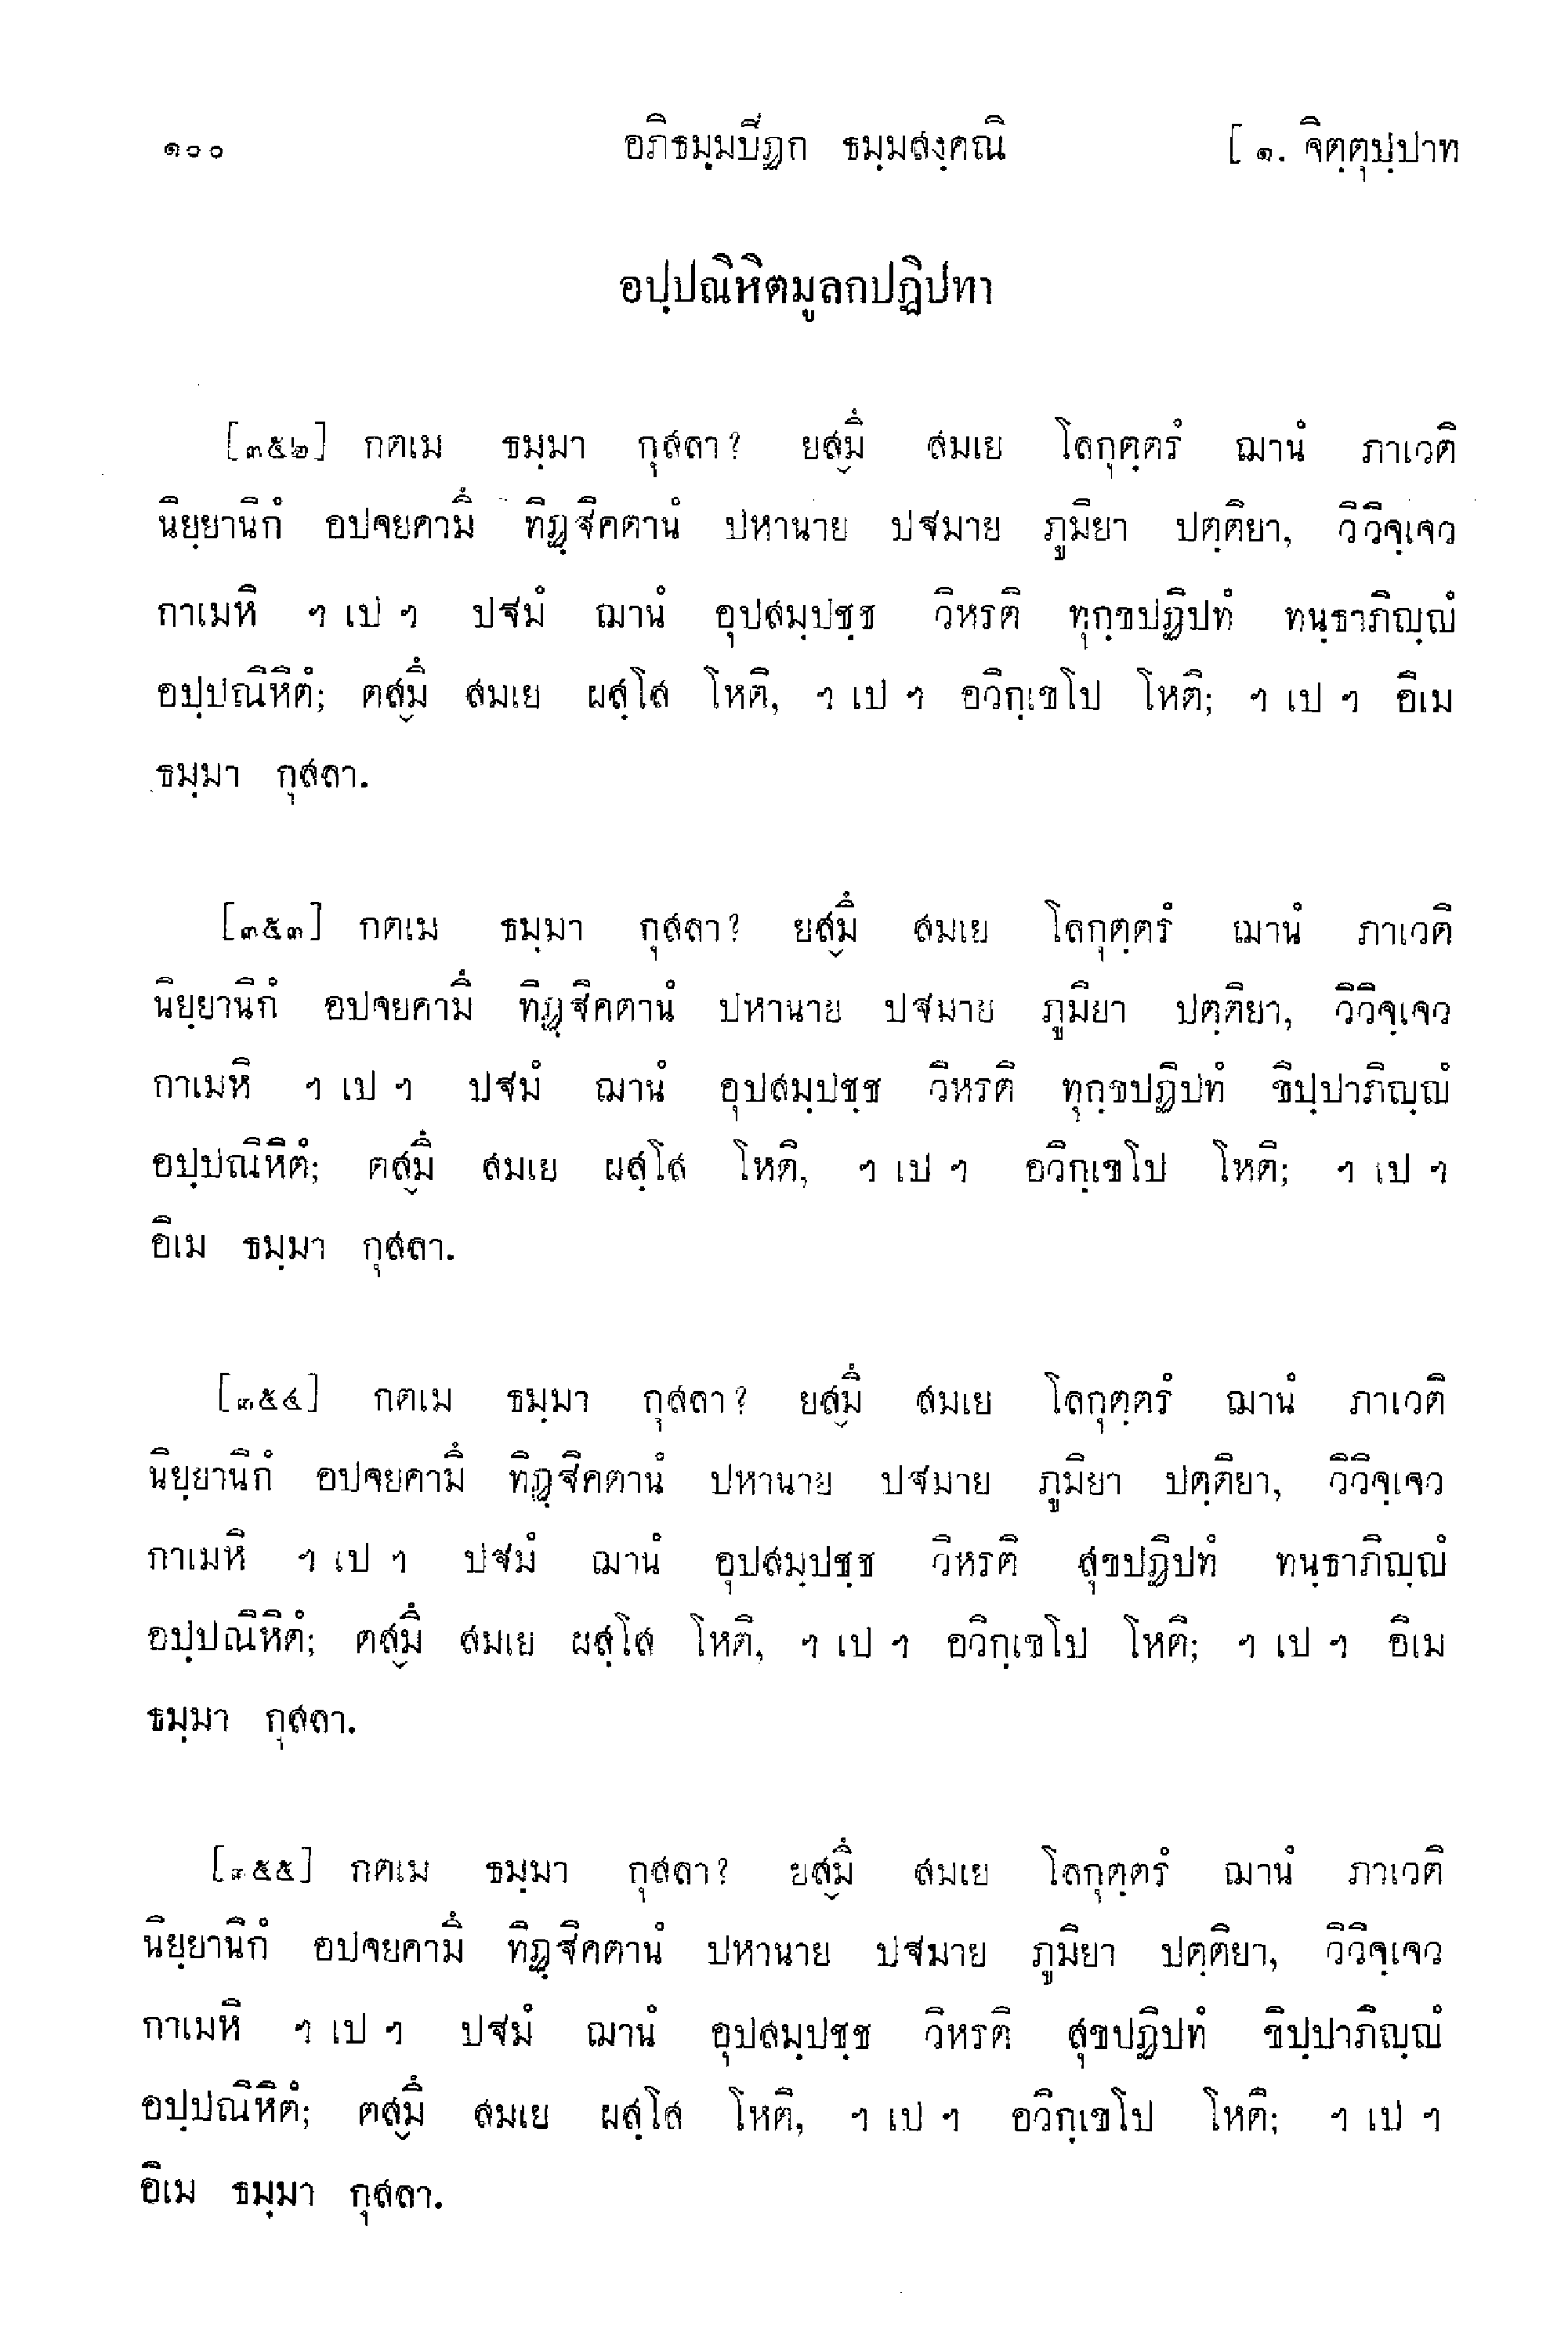 ๑๐๐ อภิธมฺมปีฏก ธมฺมสงฺคณิ [ ๑. จิตฺตุปฺปาท
อปฺปณิหิตมูลกปฏิปทา
[๓๕๒] กตเม ธมฺมา กุสลา? ยสฺมิํ สมเย โลกุตฺตรํ ฌานํ ภาเวติ
นิยฺยานิกํ อปจยคามิํ ทิฏฺฐิคตานํ ปหานาย ปฐมาย ภูมิยา ปตฺติยา, วิวิจฺเจว
กาเมหิ ฯ เป ฯ ปฐมํ ฌานํ อุปสมฺปชฺช วิหรติ ทุกฺขปฏิปทํ ทนฺธาภิญฺญํ
อปฺปณิหิตํ; ตสฺมิํ สมเย ผสฺโส โหติ, ฯ เป ฯ อวิกฺเขโป โหติ; ฯ เป ฯ อิเม
ธมฺมา กุสลา.
[๓๕๓] กตเม ธมฺมา กุสลา? ยสฺมิํ สมเย โลกุตฺตรํ ฌานํ ภาเวติ
นิยฺยานิกํ อปจยคามิํ ทิฏฺฐิคตานํ ปหานาย ปฐมาย ภูมิยา ปตฺติยา, วิวิจฺเจว
กาเมหิ ฯ เป ฯ ปฐมํ ฌานํ อุปสมฺปชฺช วิหรติ ทุกฺขปฏิปทํ ขิปฺปาภิญฺญํ
อปฺปณิหิตํ; ตสฺมิํ สมเย ผสฺโส โหติ, ฯ เป ฯ อวิกฺเขโป โหติ; ฯ เป ฯ
อิเม ธมฺมา กุสลา.
[๓๕๔] กตเม ธมฺมา กุสลา? ยสฺมิํ สมเย โลกุตฺตรํ ฌานํ ภาเวติ
นิยฺยานิกํ อปจยคามิํ ทิฏฺฐิคตานํ ปหานาย ปฐมาย ภูมิยา ปตฺติยา, วิวิจฺเจว
กาเมหิ ฯ เป ฯ ปฐมํ ฌานํ อุปสมฺปชฺช วิหรติ สุขปฏิปทํ ทนฺธาภิญฺญํ
อปฺปณิหิตํ; ตสฺมิํ สมเย ผสฺโส โหติ, ฯ เป ฯ อวิกฺเขโป โหติ; ฯ เป ฯ อิเม
ธมฺมา กุสลา.
[๓๕๕] กตเม ธมฺมา กุสลา? ยสฺมิํ สมเย โลกุตฺตรํ ฌานํ ภาเวติ
นิยฺยานิกํ อปจยคามิํ ทิฏฺฐิคตานํ ปหานาย ปฐมาย ภูมิยา ปตฺติยา, วิวิจฺเจว
กาเมหิ ฯ เป ฯ ปฐมํ ฌานํ อุปสมฺปชฺช วิหรติ สุขปฏิปทํ ขิปฺปาภิญฺญํ
อปฺปณิหิตํ; ตสฺมิํ สมเย ผสฺโส โหติ, ฯ เป ฯ อวิกฺเขโป โหติ; ฯ เป ฯ
อิเม ธมฺมา กุสลา.